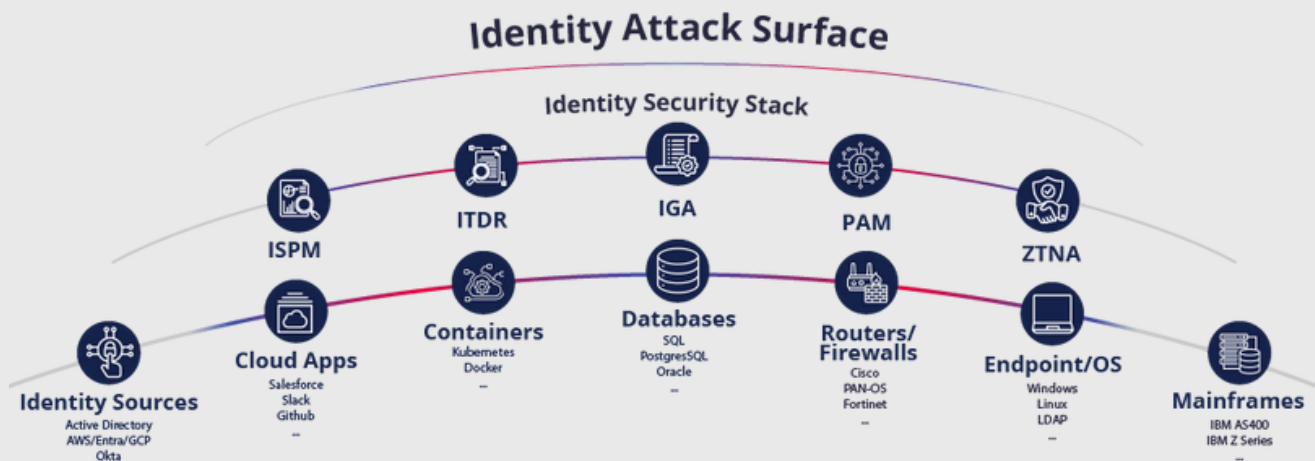 Identity Attack Surface
Identity Security Stack
ISPM
ITDR
IGA
PAM
ZTNA
Identity Sources
Active Directory
AWS/Entra/GCP
Okta
Cloud Apps
Salesforce
Slack
Github
...
Containers
Kubernetes
Docker
...
Databases
SQL
PostgresSQL
Oracle
...
Routers/
Firewalls
Cisco
PAN-OS
Fortinet
...
Endpoint/OS
Windows
Linux
LDAP
...
Mainframes
IBM AS400
IBM Z Series
...